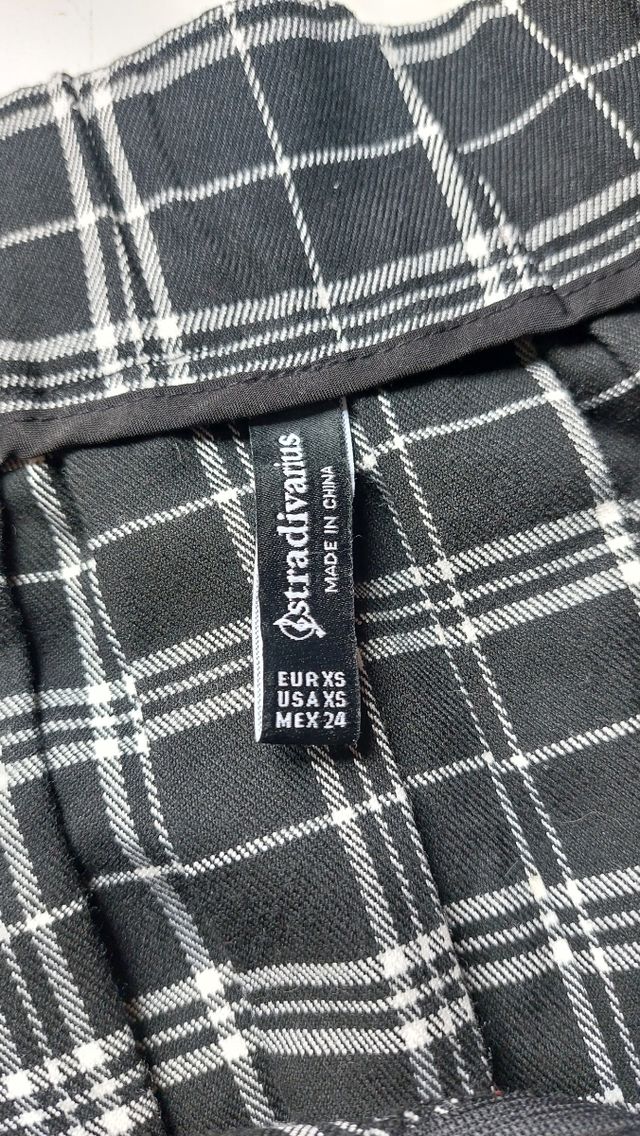 stradivarius
MADE IN CHINA
EUR XS
USA XS
MEX 24